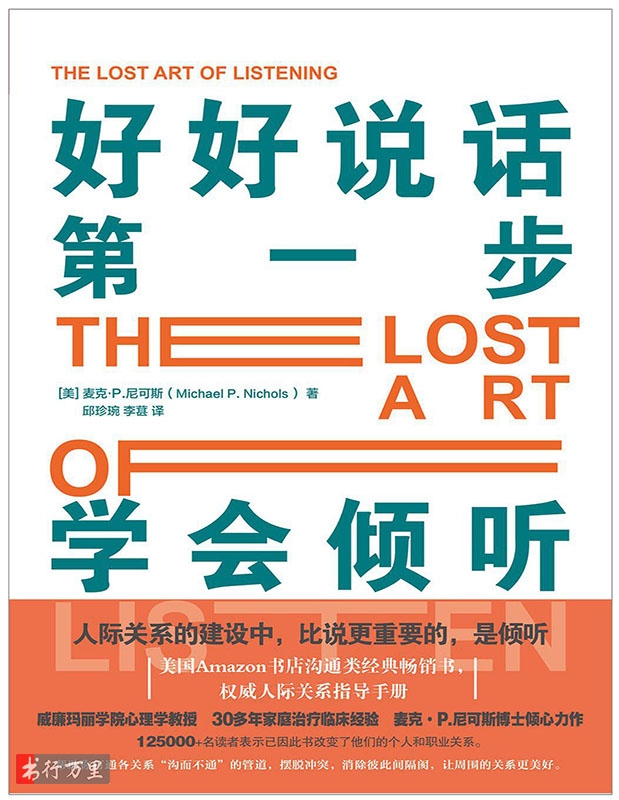 THE LOST ART OF LISTENING
好好说话
第一步
THE LOST
[美] 麦克·P.尼可斯（Michael P. Nichols）著
邱珍琬 李葚 译
ART
OF
学会倾听
LISTEN
人际关系的建设中，比说更重要的，是倾听
美国Amazon书店沟通类经典畅销书，
权威人际关系指导手册
威廉玛丽学院心理学教授 30多年家庭治疗临床经验 麦克·P.尼可斯博士倾心力作
125000+名读者表示已因此书改变了他们的个人和职业关系。
通各关系“沟而不通”的管道，摆脱冲突，消除彼此间隔阂，让周围的关系更美好。
书行万里